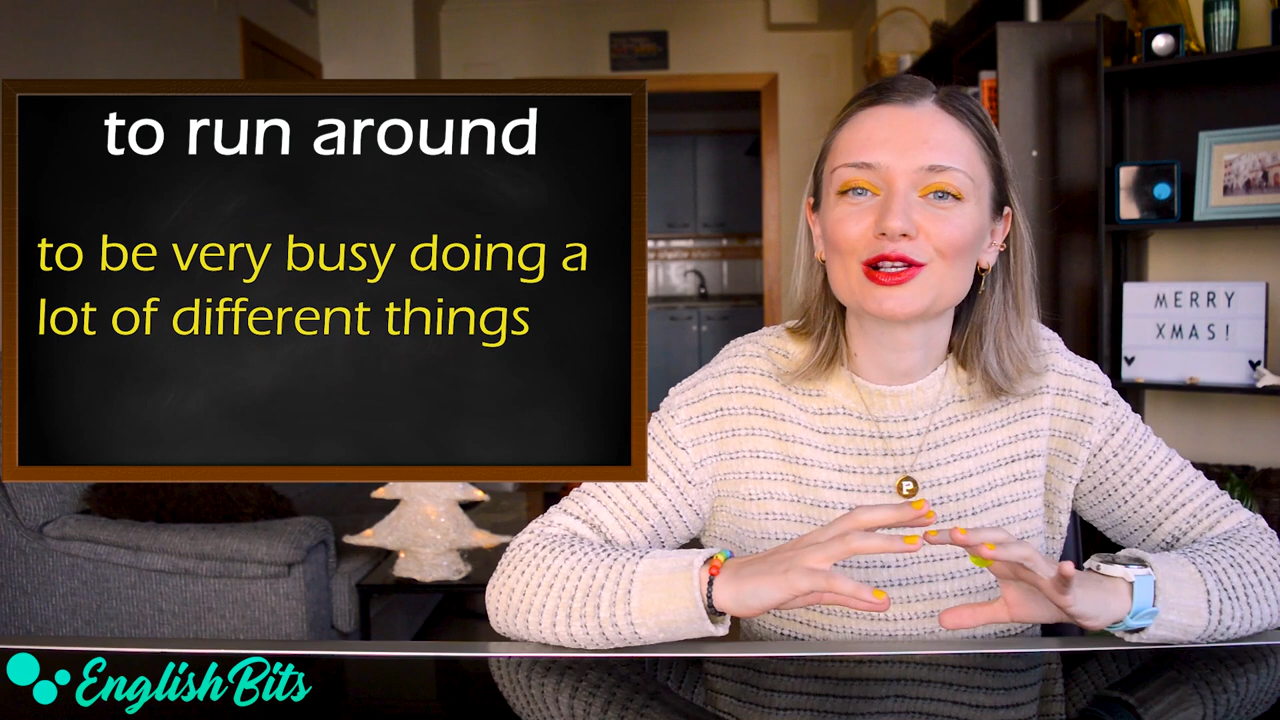 to run around
to be very busy doing a
lot of different things
MERRY
XMAS!
P
EnglishBits